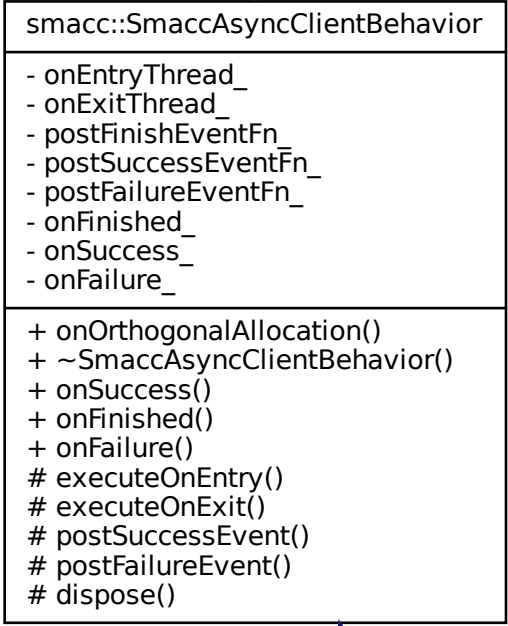 smacc::SmaccAsyncClientBehavior
- onEntryThread_
- onExitThread_
- postFinishEventFn_
- postSuccessEventFn_
- postFailureEventFn_
- onFinished_
- onSuccess_
- onFailure_
+ onOrthogonalAllocation()
+ ~SmaccAsyncClientBehavior()
+ onSuccess()
+ onFinished()
+ onFailure()
# executeOnEntry()
# executeOnExit()
# postSuccessEvent()
# postFailureEvent()
# dispose()